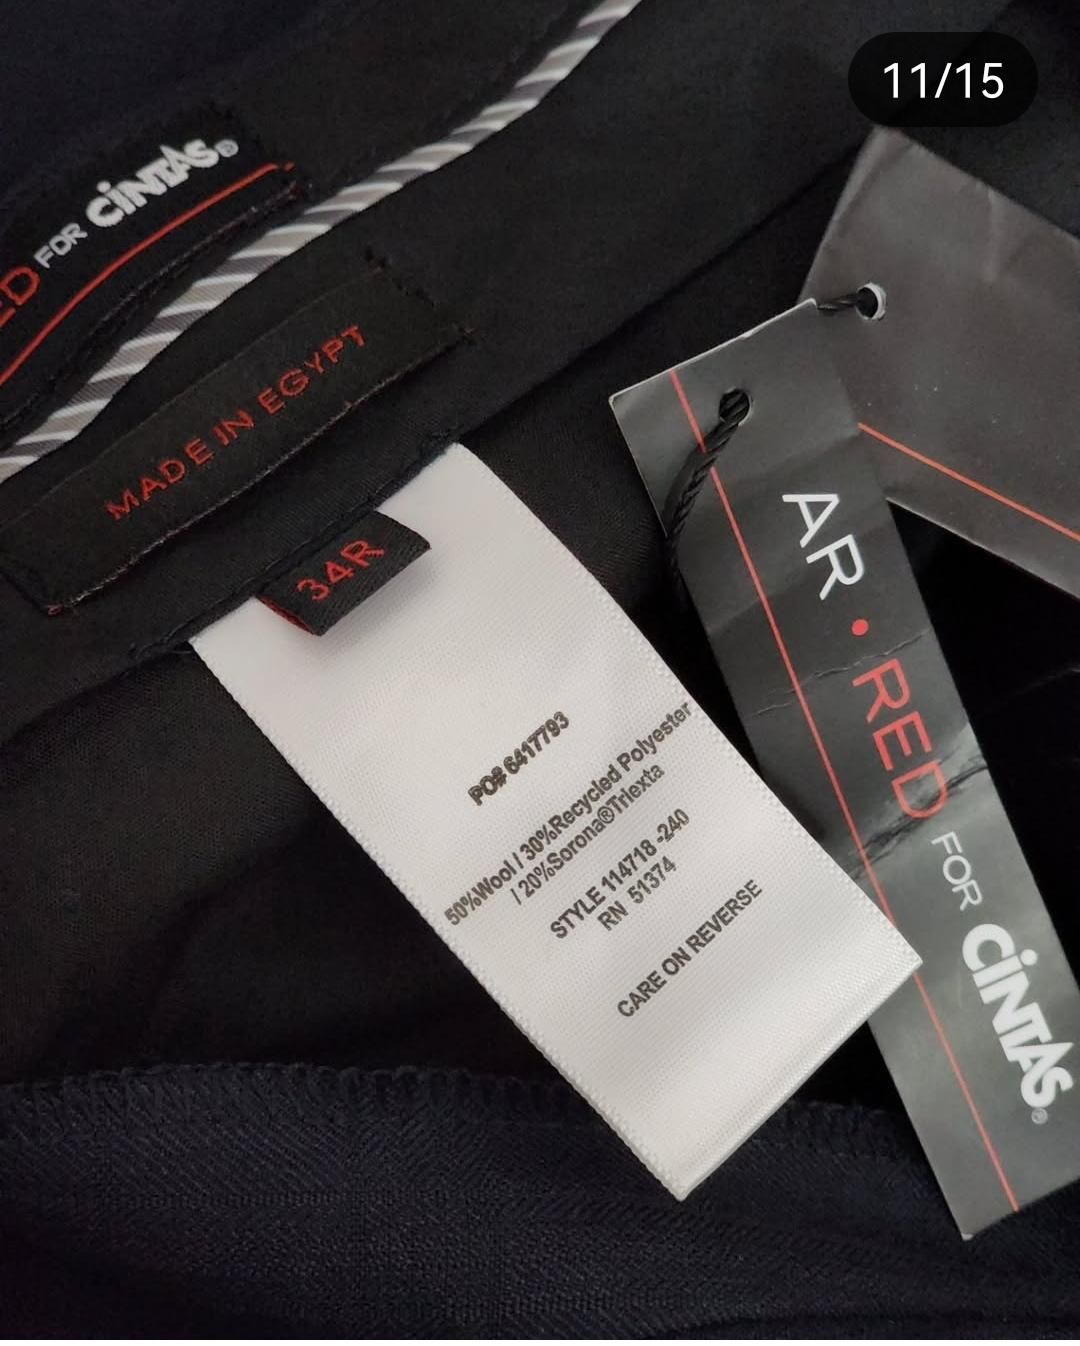 11/15
ED FOR CINTAS®
MADE IN EGYPT
34R
PO# 6417793
50%Wool / 30%Recycled Polyester
/ 20%Sorona®Triexta
STYLE 114718 -240
RN 51374
CARE ON REVERSE
AR • RED FOR CINTAS®